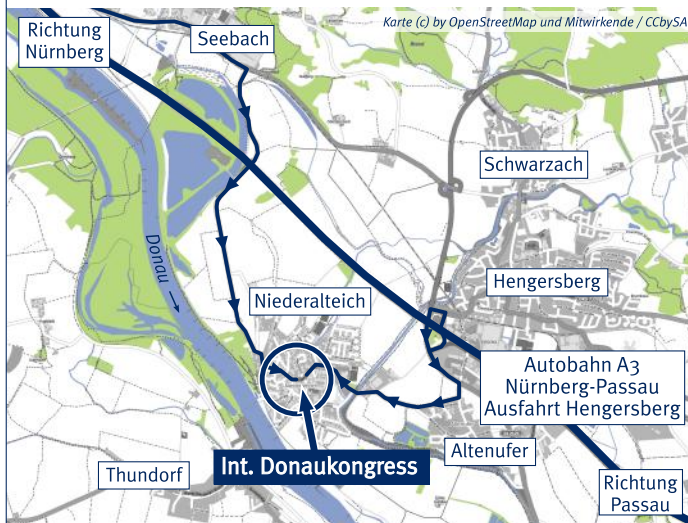 Karte (c) by OpenStreetMap und Mitwirkende / CCbySA
Richtung
Nürnberg
Seebach
Schwarzach
Donau →
Hengersberg
Niederalteich
Autobahn A3
Nürnberg-Passau
Ausfahrt Hengersberg
Int. Donaukongress
Altenufer
Thundorf
Richtung
Passau